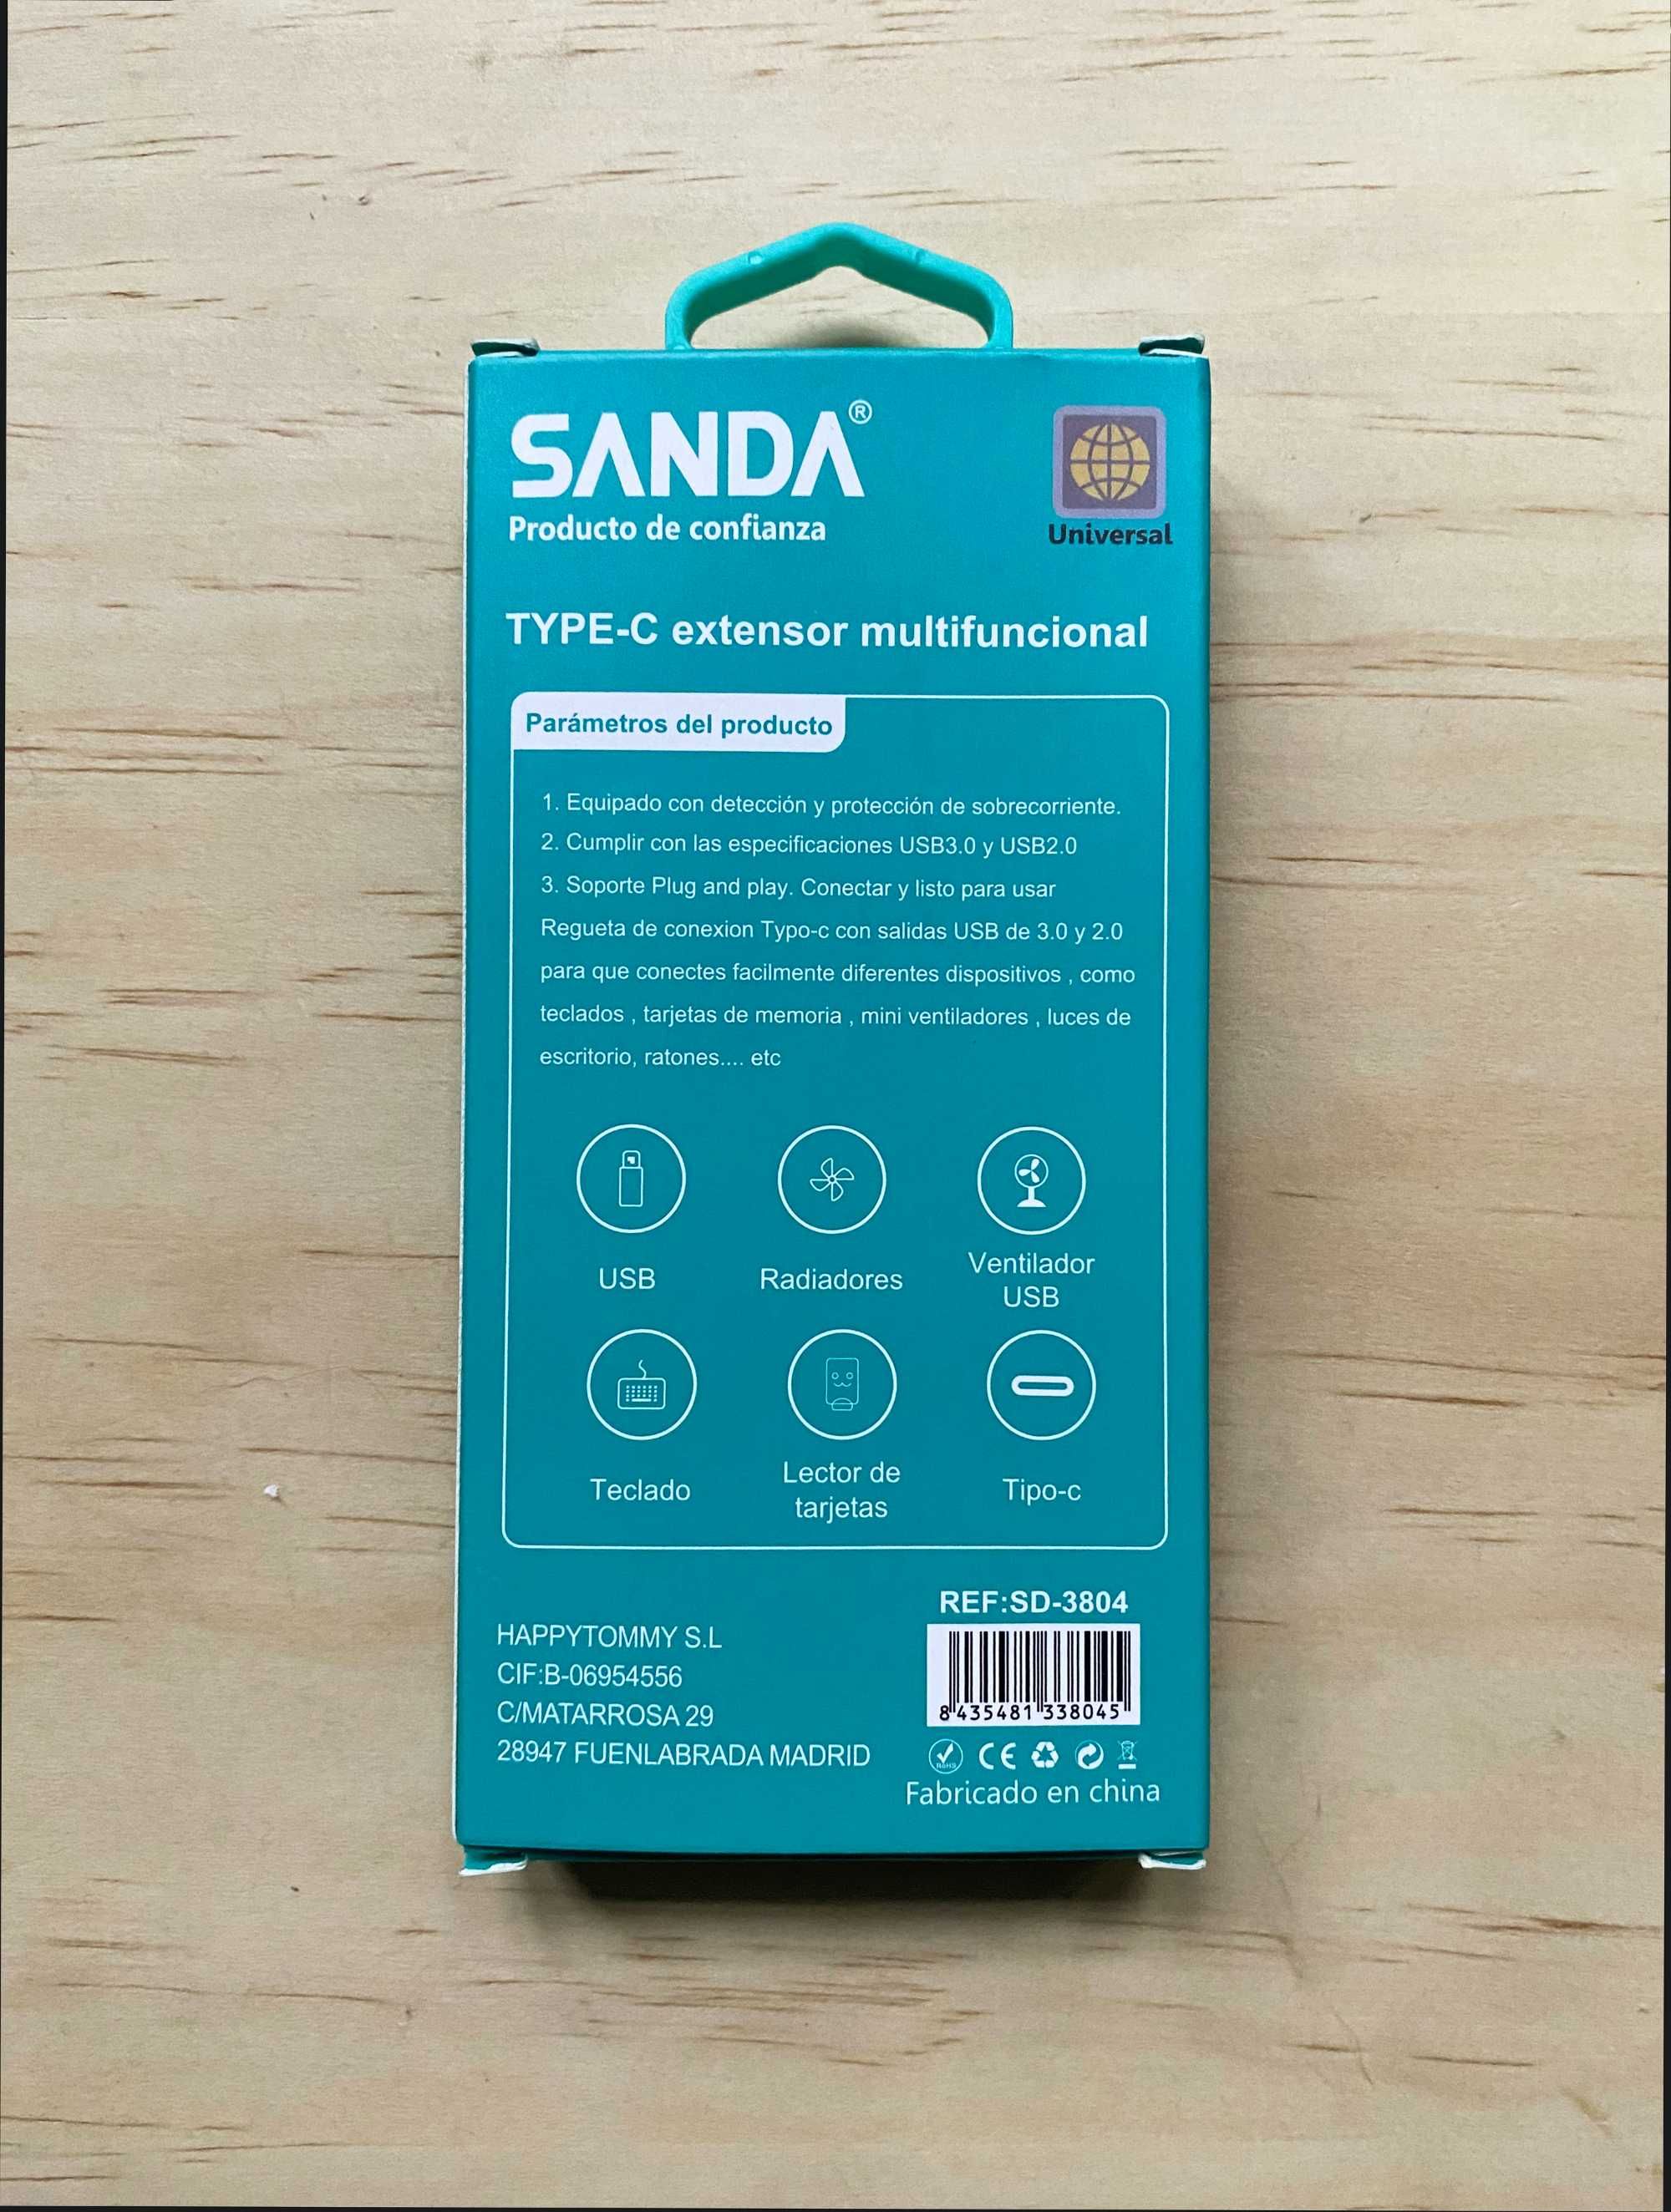 SANDA®
Producto de confianza
Universal
TYPE-C extensor multifuncional
Parámetros del producto
1. Equipado con detección y protección de sobrecorriente.
2. Cumplir con las especificaciones USB3.0 y USB2.0
3. Soporte Plug and play. Conectar y listo para usar
Regueta de conexion Typo-c con salidas USB de 3.0 y 2.0
para que conectes facilmente diferentes dispositivos , como
teclados , tarjetas de memoria , mini ventiladores , luces de
escritorio, ratones.... etc
USB
Radiadores
Ventilador
USB
Teclado
Lector de
tarjetas
Tipo-c
HAPPYTOMMY S.L
CIF:B-06954556
C/MATARROSA 29
28947 FUENLABRADA MADRID
REF:SD-3804
8 435481 338045
RoHS CE
Fabricado en china